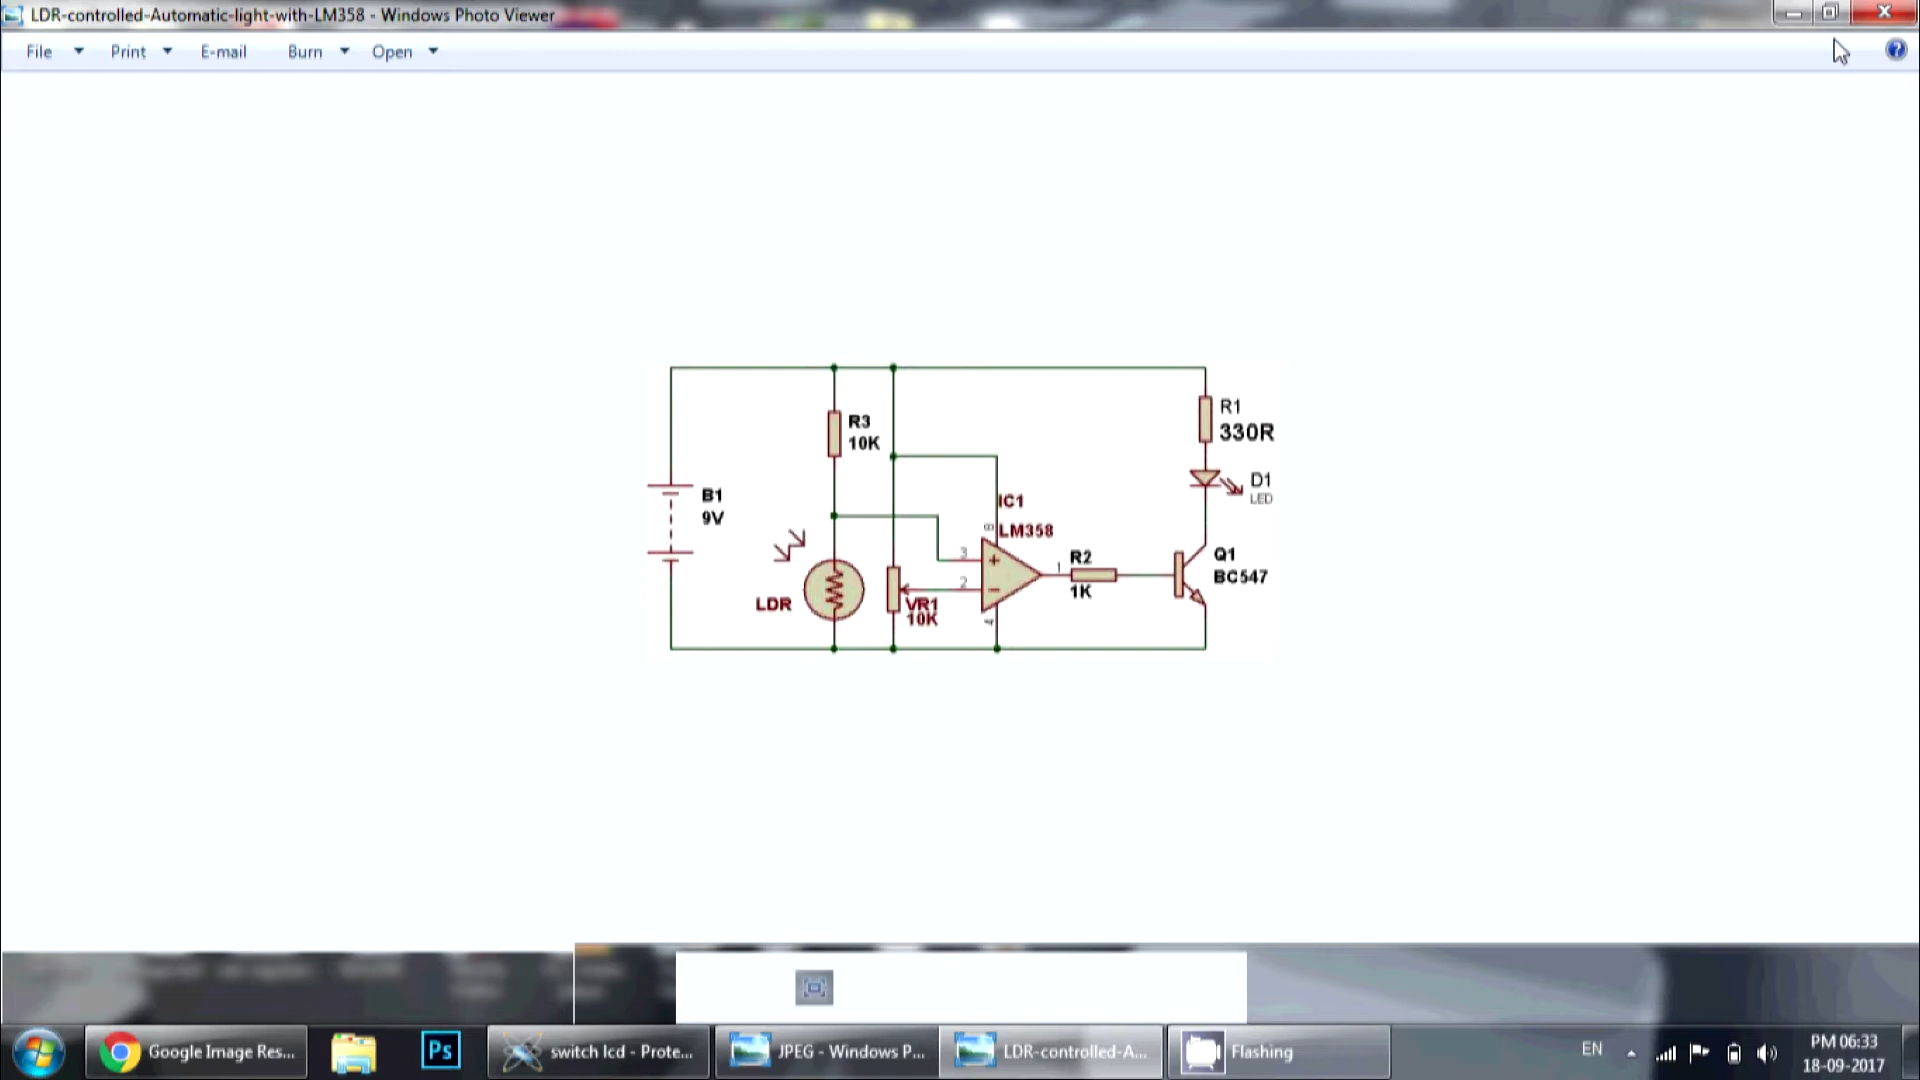 LDR-controlled-Automatic-light-with-LM358 - Windows Photo Viewer
File Print E-mail Burn Open
R3
10K
R1
330R
B1
9V
D1
LED
IC1
LM358
8
3
2
1
4
R2
1K
Q1
BC547
LDR
VR1
10K
Ps
Google Image Res...
switch lcd - Prote...
JPEG - Windows P...
LDR-controlled-A...
Flashing
EN
PM 06:33
18-09-2017